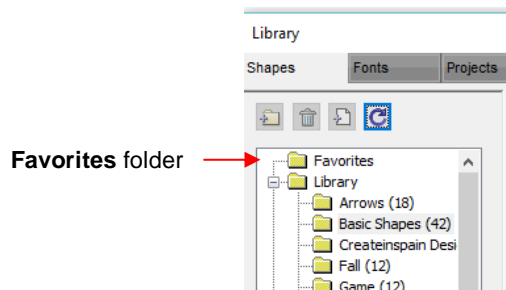 Library
Shapes Fonts Projects
Favorites folder
Favorites
Library
Arrows (18)
Basic Shapes (42)
Createinspain Desi
Fall (12)
Game (12)